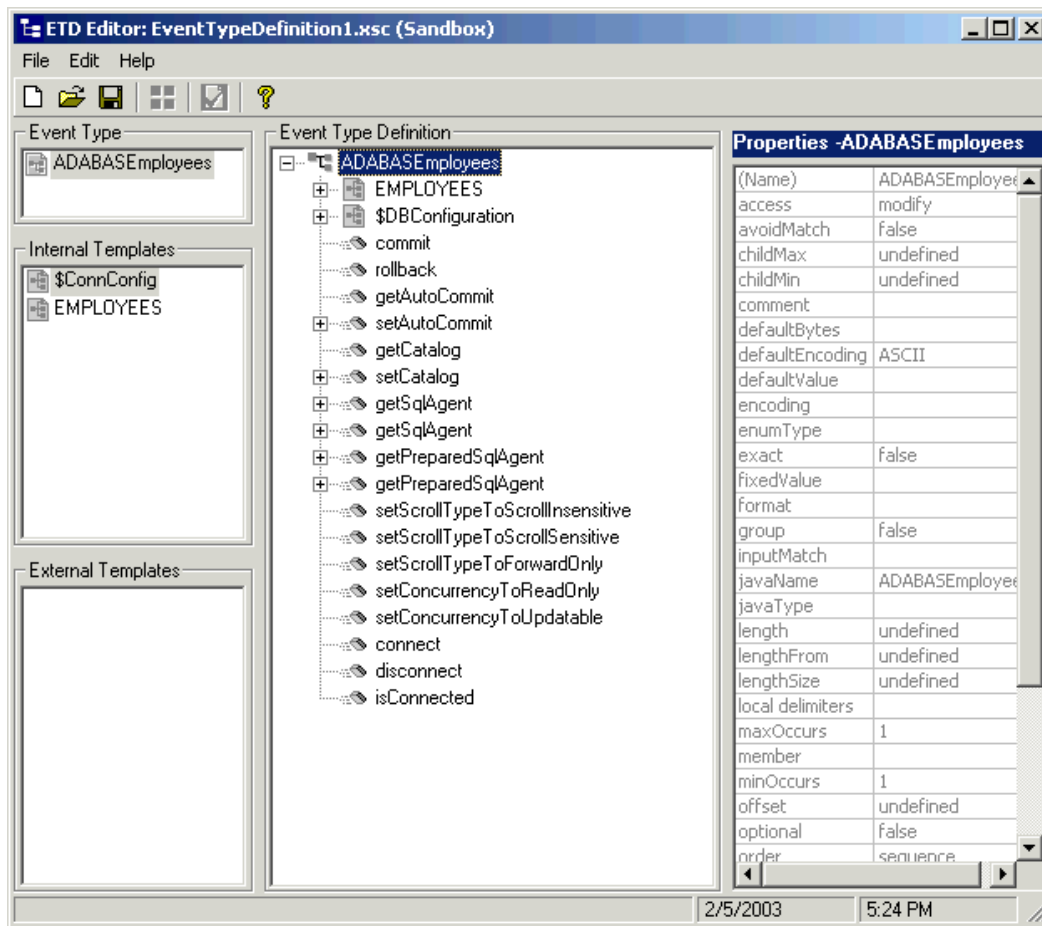 ETD Editor: EventTypeDefinition1.xsc (Sandbox)
File Edit Help
Event Type
ADABASEmployees
Internal Templates
$ConnConfig
EMPLOYEES
External Templates
Event Type Definition
ADABASEmployees
EMPLOYEES
$DBConfiguration
commit
rollback
getAutoCommit
setAutoCommit
getCatalog
setCatalog
getSqlAgent
getSqlAgent
getPreparedSqlAgent
getPreparedSqlAgent
setScrollTypeToScrollInsensitive
setScrollTypeToScrollSensitive
setScrollTypeToForwardOnly
setConcurrencyToReadOnly
setConcurrencyToUpdatable
connect
disconnect
isConnected
Properties -ADABASEmployees
(Name) ADABASEmployee
access modify
avoidMatch false
childMax undefined
childMin undefined
comment
defaultBytes
defaultEncoding ASCII
defaultValue
encoding
enumType
exact false
fixedValue
format
group false
inputMatch
javaName ADABASEmployee
javaType
length undefined
lengthFrom undefined
lengthSize undefined
local delimiters
maxOccurs 1
member
minOccurs 1
offset undefined
optional false
order sequence
2/5/2003 5:24 PM